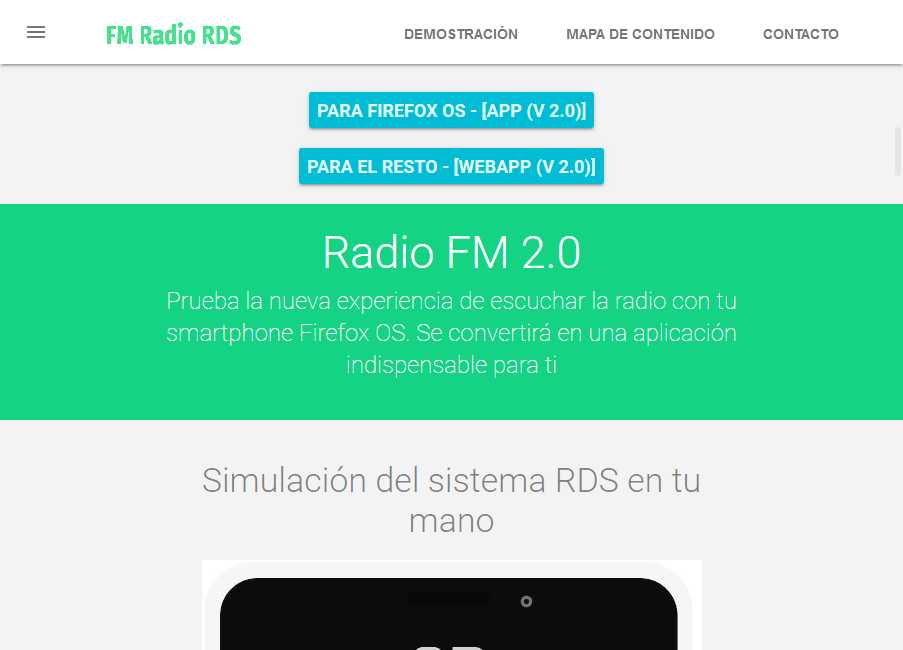 FM Radio RDS
DEMOSTRACIÓN
MAPA DE CONTENIDO
CONTACTO
PARA FIREFOX OS - [APP (V 2.0)]
PARA EL RESTO - [WEBAPP (V 2.0)]
Radio FM 2.0
Prueba la nueva experiencia de escuchar la radio con tu
smartphone Firefox OS. Se convertirá en una aplicación
indispensable para ti
Simulación del sistema RDS en tu
mano